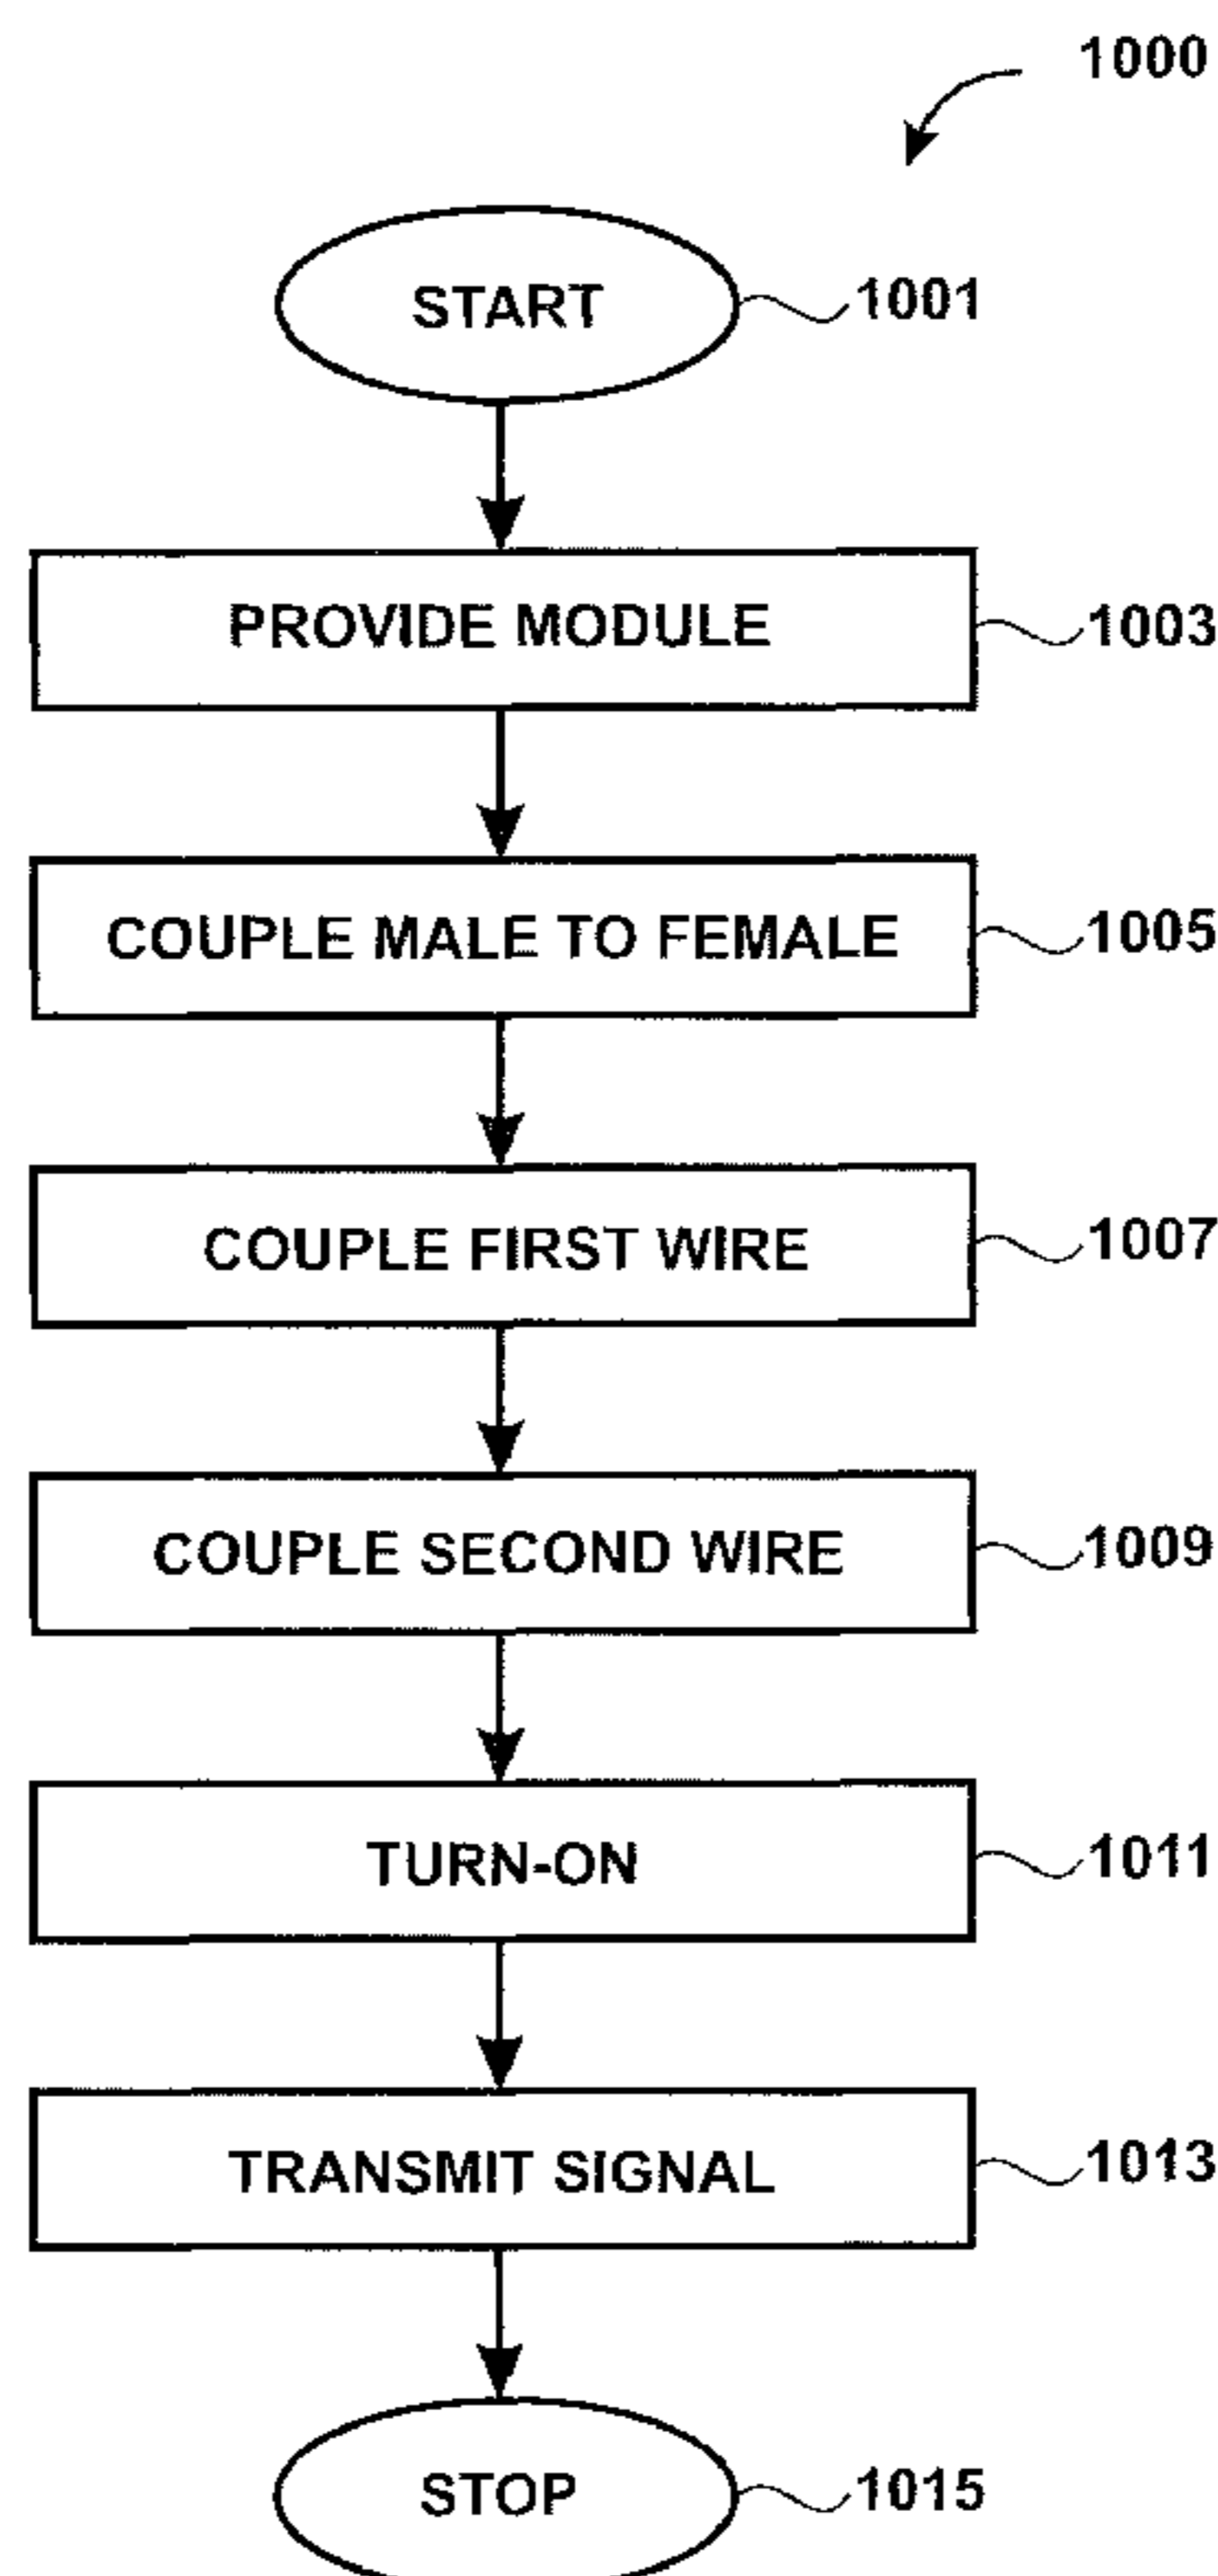 1000
START 1001
PROVIDE MODULE 1003
COUPLE MALE TO FEMALE 1005
COUPLE FIRST WIRE 1007
COUPLE SECOND WIRE 1009
TURN-ON 1011
TRANSMIT SIGNAL 1013
STOP 1015